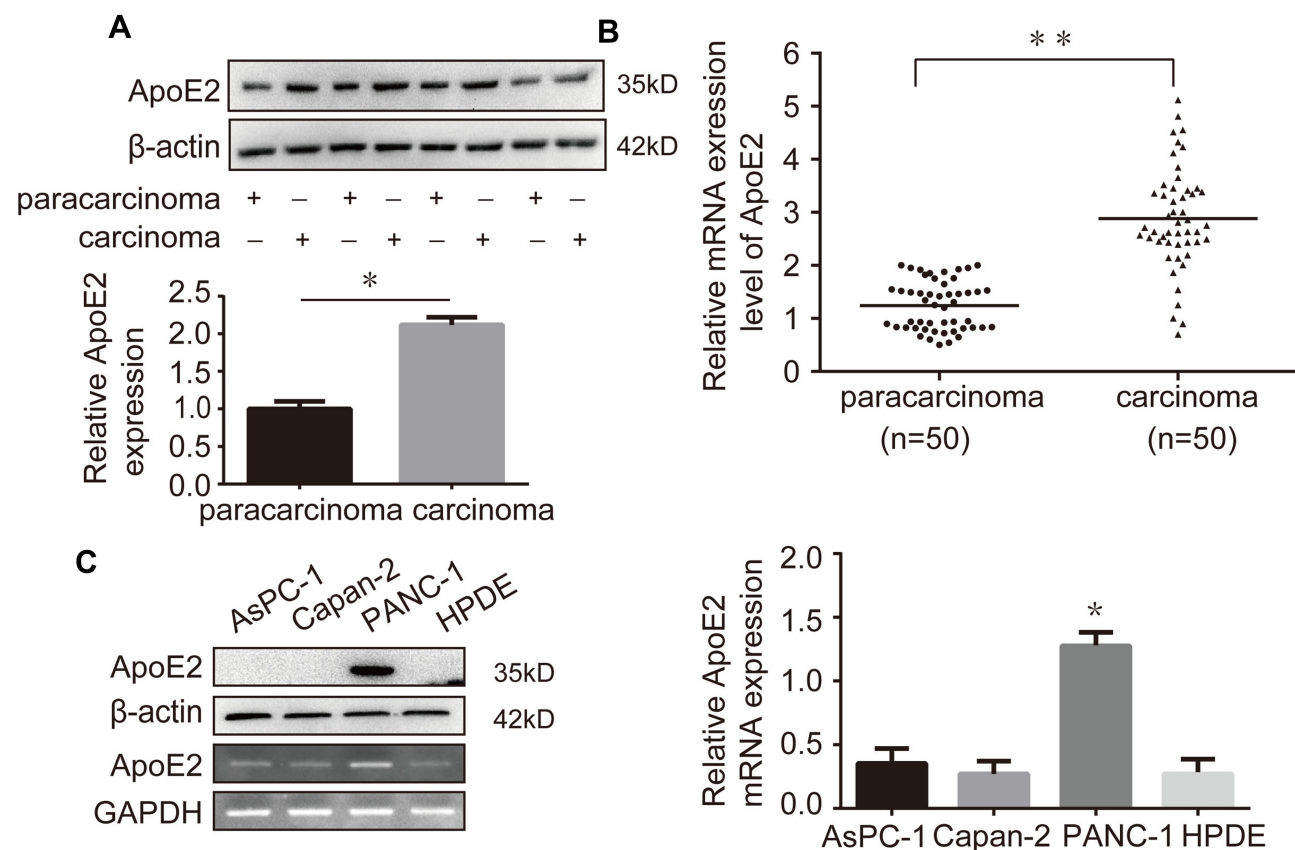 A
ApoE2 35kD
β-actin 42kD
paracarcinoma + − + − + − + −
carcinoma − + − + − + − +
Relative ApoE2
expression
*
2.5
2.0
1.5
1.0
0.5
0.0
paracarcinoma carcinoma
B
Relative mRNA exression
level of ApoE2
* *
6
5
4
3
2
1
0
paracarcinoma carcinoma
(n=50) (n=50)
C
AsPC-1 Capan-2 PANC-1 HPDE
ApoE2 35kD
β-actin 42kD
ApoE2
GAPDH
Relative ApoE2
mRNA expression
*
2.0
1.5
1.0
0.5
0.0
AsPC-1 Capan-2 PANC-1 HPDE